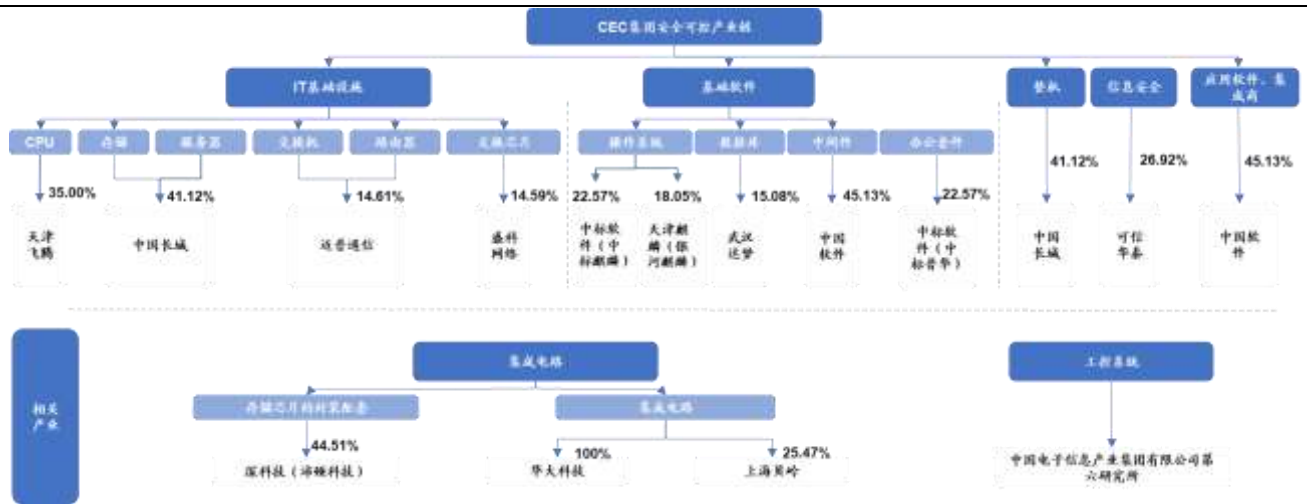 CEC集团安全可控产业链
IT基础设施
基础软件
整机
信息安全
应用软件、集
成商
CPU
存储
服务器
交换机
路由器
交换芯片
操作系统
数据库
中间件
办公套件
35.00%
41.12%
14.61%
14.59%
22.57%
18.05%
15.08%
45.13%
22.57%
41.12%
26.92%
45.13%
天津
飞腾
中国长城
迈普通信
盛科
网络
中标软
件（中
标麒麟）
天津麒
麟（银
河麒麟）
武汉
达梦
中国
软件
中标软
件（中
标普华）
中国
长城
可信
华泰
中国软
件
相关
产业
集成电路
工控系统
存储芯片的封装配套
集成电路
44.51%
100%
25.47%
深科技（沛顿科技）
华大科技
上海贝岭
中国电子信息产业集团有限公司第
六研究所